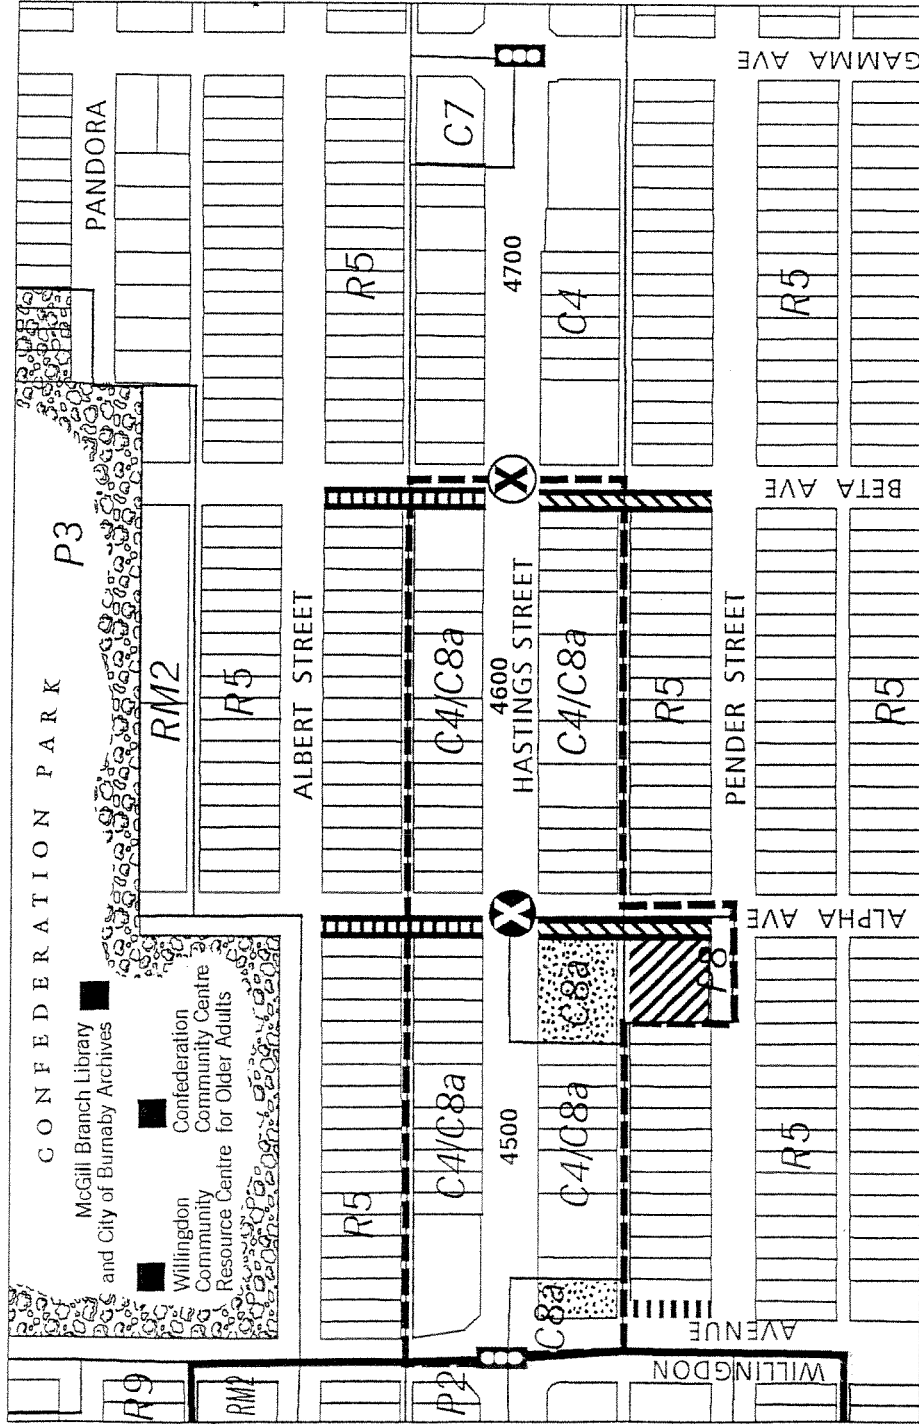 CONFEDERATION PARK
P3
McGill Branch Library
and City of Burnaby Archives
Willingdon
Community
Resource Centre
Confederation
Community Centre
for Older Adults
PANDORA
R9
RM2
RM2
R5
ALBERT STREET
R5
R5
P2
C4/C8a
C4/C8a
C7
4500
4600
HASTINGS STREET
4700
C8a
C4/C8a
C8a
C4/C8a
C4
R5
P8
PENDER STREET
R5
R5
R5
WILLINGDON
AVENUE
ALPHA AVE
BETA AVE
GAMMA AVE
X
X